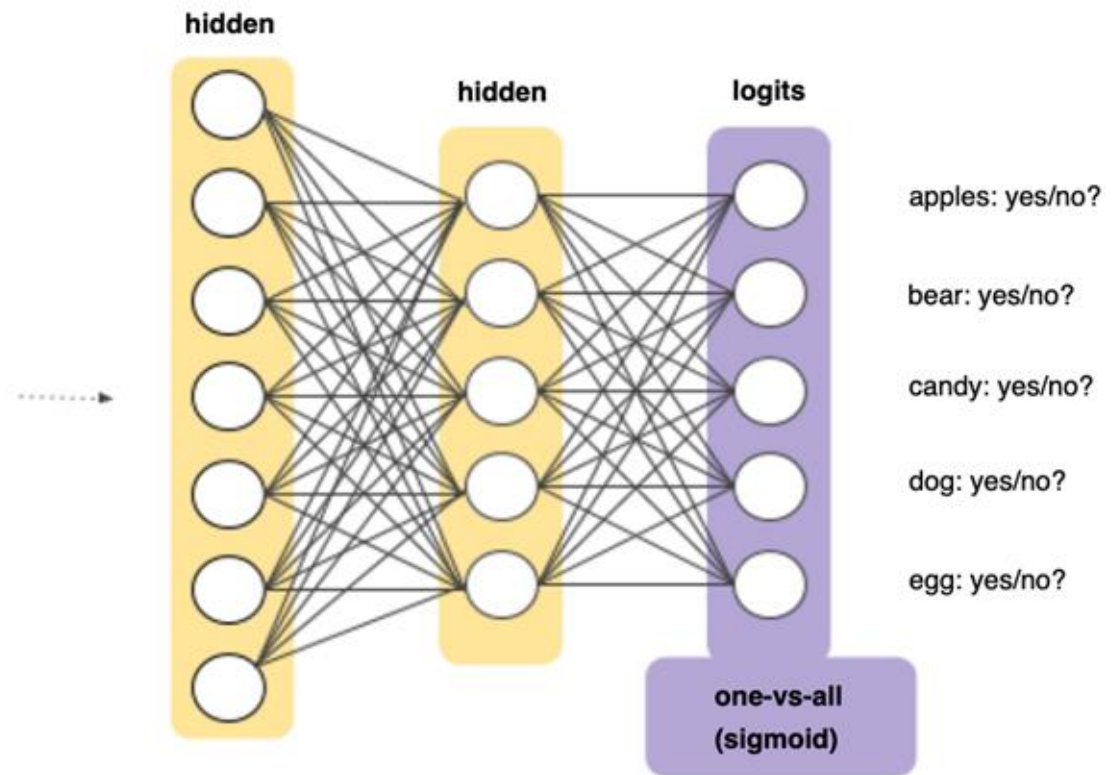 hidden
hidden
logits
apples: yes/no?
bear: yes/no?
candy: yes/no?
dog: yes/no?
egg: yes/no?
one-vs-all
(sigmoid)